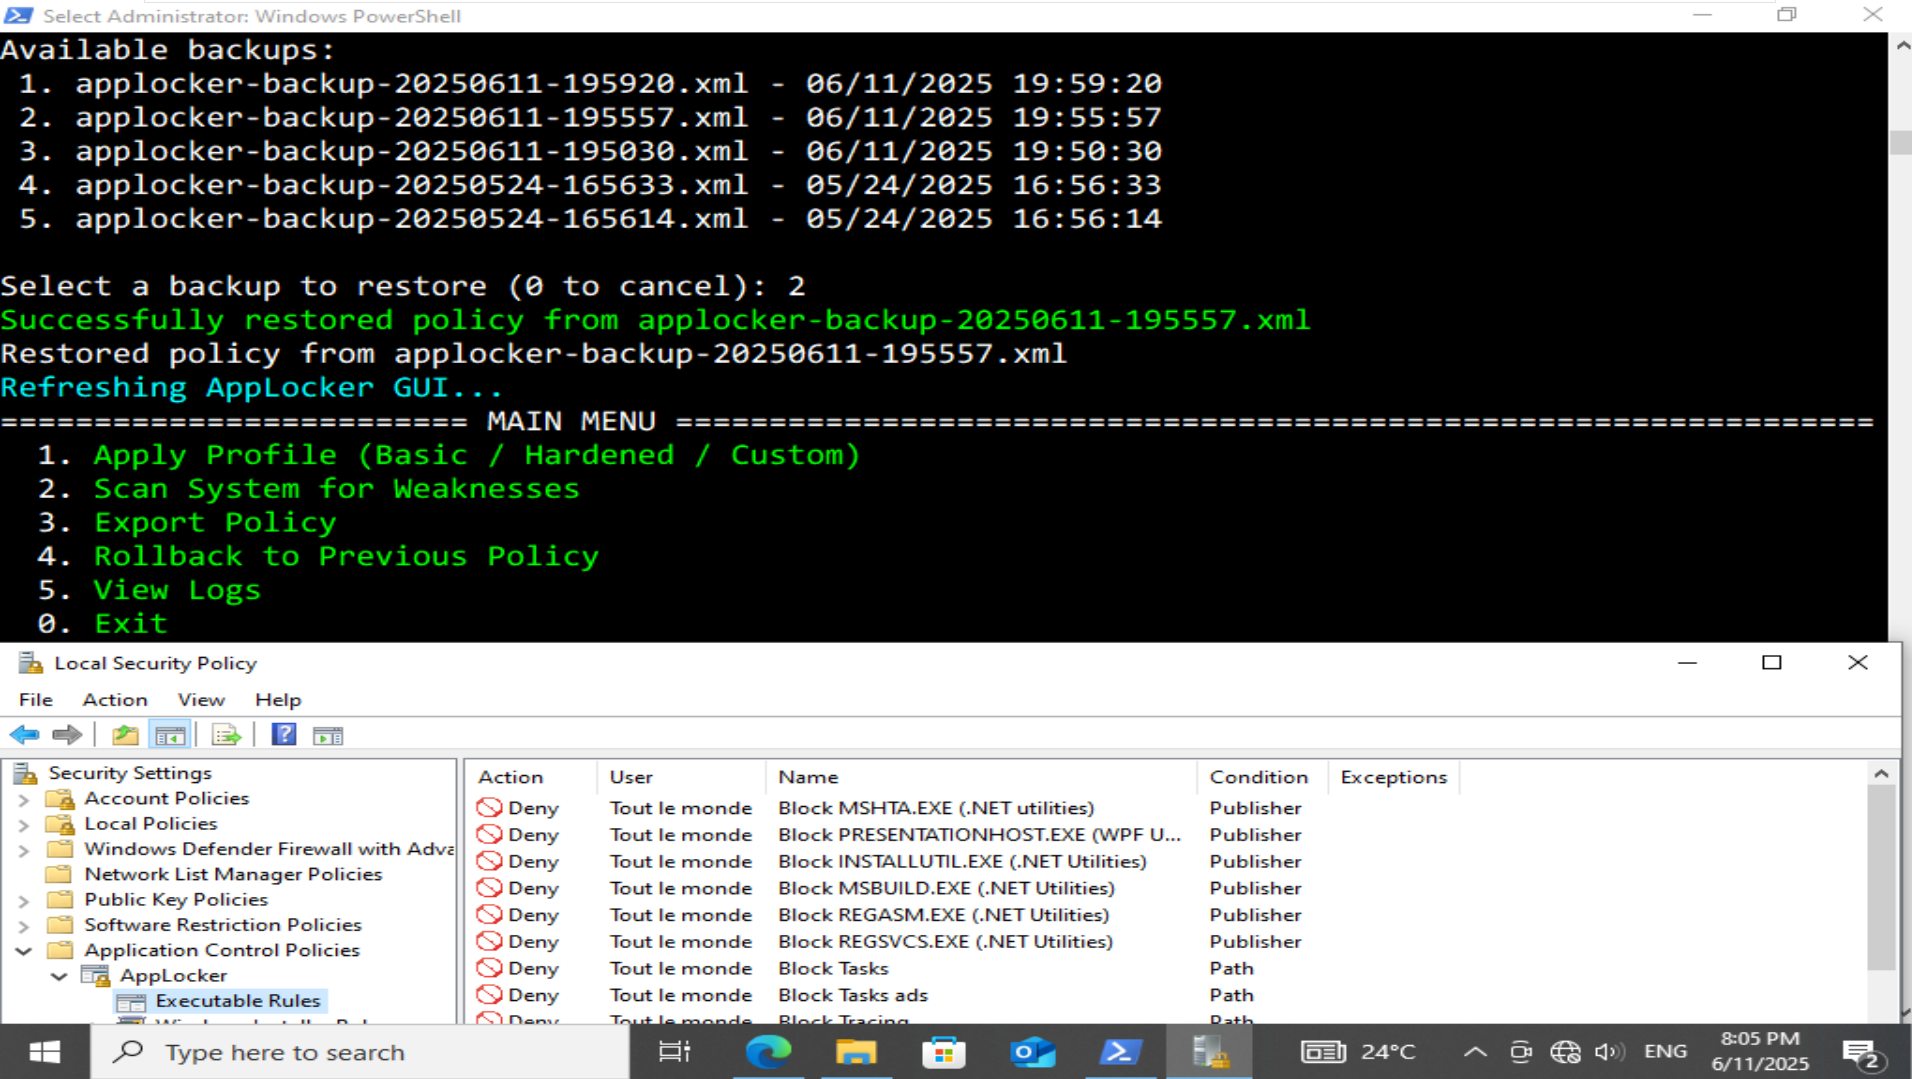 Select Administrator: Windows PowerShell
Available backups:
1. applocker-backup-20250611-195920.xml - 06/11/2025 19:59:20
2. applocker-backup-20250611-195557.xml - 06/11/2025 19:55:57
3. applocker-backup-20250611-195030.xml - 06/11/2025 19:50:30
4. applocker-backup-20250524-165633.xml - 05/24/2025 16:56:33
5. applocker-backup-20250524-165614.xml - 05/24/2025 16:56:14
Select a backup to restore (0 to cancel): 2
Successfully restored policy from applocker-backup-20250611-195557.xml
Restored policy from applocker-backup-20250611-195557.xml
Refreshing AppLocker GUI...
========================= MAIN MENU ================================================================
1. Apply Profile (Basic / Hardened / Custom)
2. Scan System for Weaknesses
3. Export Policy
4. Rollback to Previous Policy
5. View Logs
0. Exit
Local Security Policy
File Action View Help
Security Settings
Account Policies
Local Policies
Windows Defender Firewall with Adva
Network List Manager Policies
Public Key Policies
Software Restriction Policies
Application Control Policies
AppLocker
Executable Rules
Action User Name Condition Exceptions
Deny Tout le monde Block MSHTA.EXE (.NET utilities) Publisher
Deny Tout le monde Block PRESENTATIONHOST.EXE (WPF U... Publisher
Deny Tout le monde Block INSTALLUTIL.EXE (.NET Utilities) Publisher
Deny Tout le monde Block MSBUILD.EXE (.NET Utilities) Publisher
Deny Tout le monde Block REGASM.EXE (.NET Utilities) Publisher
Deny Tout le monde Block REGSVCS.EXE (.NET Utilities) Publisher
Deny Tout le monde Block Tasks Path
Deny Tout le monde Block Tasks ads Path
Deny Tout le monde Block Tracing Path
Type here to search
24°C
ENG
8:05 PM
6/11/2025
2